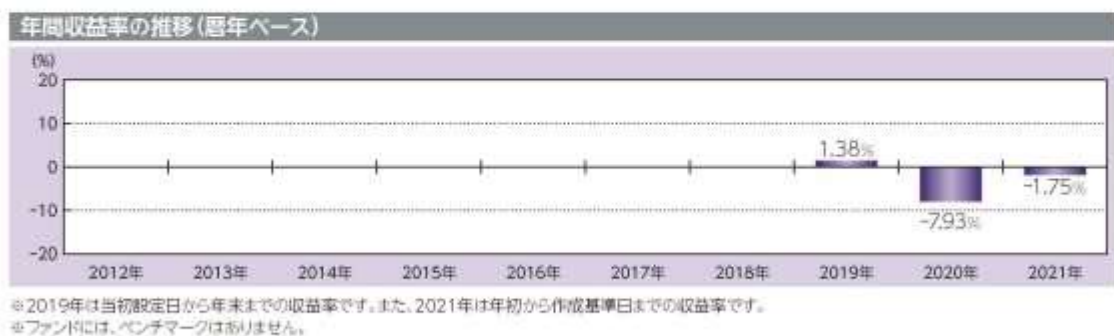 年間収益率の推移(暦年ベース)
(%)
20
10
0
-10
-20
1.38%
-7.93%
-1.75%
2012年 2013年 2014年 2015年 2016年 2017年 2018年 2019年 2020年 2021年
※2019年は当初設定日から年末までの収益率です。また、2021年は年初から作成基準日までの収益率です。
※ファンドには、ベンチマークはありません。